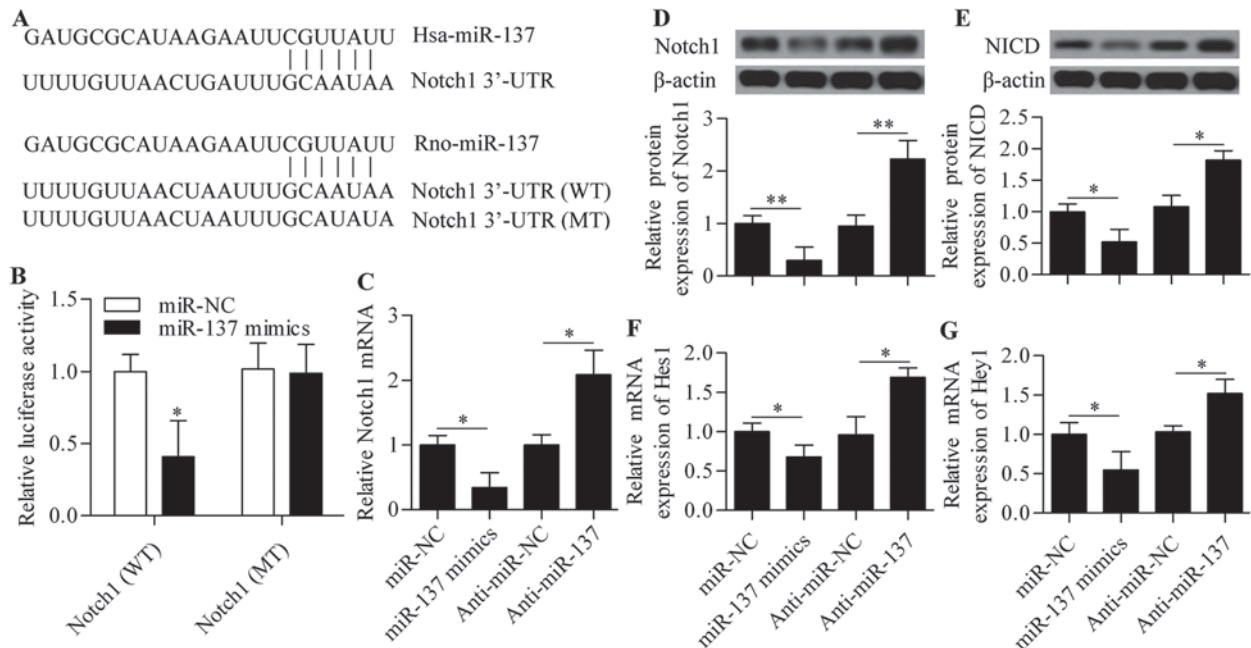 A
GAUGCGCAUAAGAAUUCGUUAUU Hsa-miR-137
UUUUGUUAACUGAUUUGCAAUAA Notch1 3’-UTR
GAUGCGCAUAAGAAUUCGUUAUU Rno-miR-137
UUUUGUUAACUAAUUUGCAAUAA Notch1 3’-UTR (WT)
UUUUGUUAACUAAUUUGCAUAUA Notch1 3’-UTR (MT)
B
Relative luciferase activity
1.5
1.0
0.5
0.0
miR-NC
miR-137 mimics
*
Notch1 (WT)
Notch1 (MT)
C
Relative Notch1 mRNA
3
2
1
0
*
*
miR-NC
miR-137 mimics
Anti-miR-NC
Anti-miR-137
D
Notch1
β-actin
Relative protein
expression of Notch1
3
2
1
0
**
**
E
NICD
β-actin
Relative protein
expression of NICD
2.0
1.5
1.0
0.5
0.0
*
*
F
Relative mRNA
expression of Hes1
2.0
1.5
1.0
0.5
0.0
*
*
miR-NC
miR-137 mimics
Anti-miR-NC
Anti-miR-137
G
Relative mRNA
expression of Hey1
2.0
1.5
1.0
0.5
0.0
*
*
miR-NC
miR-137 mimics
Anti-miR-NC
Anti-miR-137